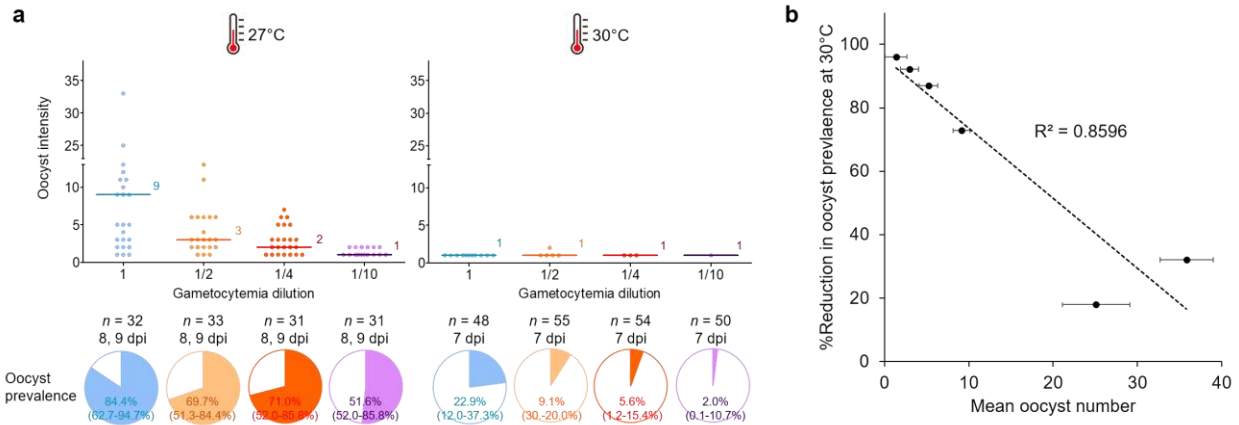 a
27°C
30°C
Oocyst intensity
35
30
25
10
5
0
9
3
2
1
1
1/2
1/4
1/10
Gametocytemia dilution
35
30
25
10
5
0
1
1
1
1
1
1/2
1/4
1/10
Gametocytemia dilution
n = 32
8, 9 dpi
n = 33
8, 9 dpi
n = 31
8, 9 dpi
n = 31
8, 9 dpi
n = 48
7 dpi
n = 55
7 dpi
n = 54
7 dpi
n = 50
7 dpi
Oocyst
prevalence
84.4%
(62.7-94.7%)
69.7%
(51.3-84.4%)
71.0%
(52.0-85.8%)
51.6%
(52.0-85.8%)
22.9%
(12.0-37.3%)
9.1%
(30.-20.0%)
5.6%
(1.2-15.4%)
2.0%
(0.1-10.7%)
b
%Reduction in oocyst prevlaence at 30°C
100
80
60
40
20
0
R² = 0.8596
0
10
20
30
40
Mean oocyst number